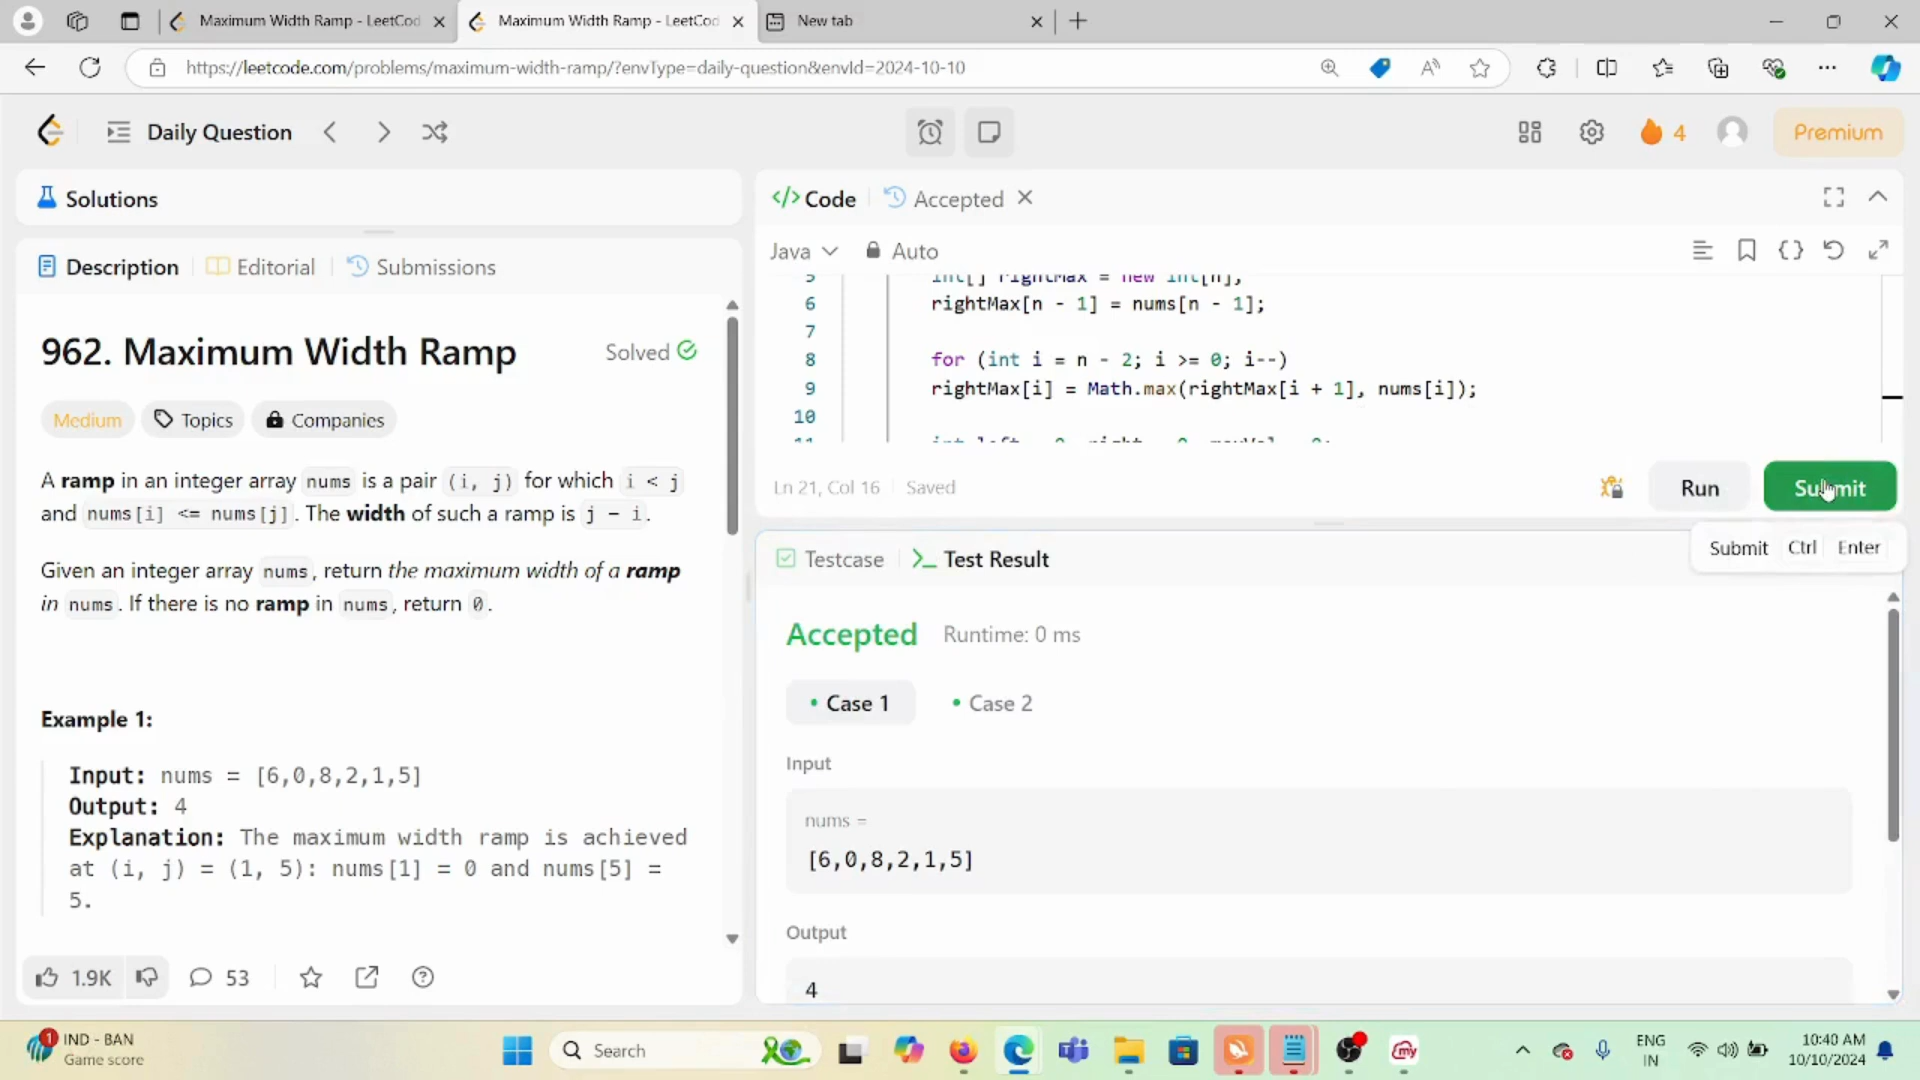 Maximum Width Ramp - LeetCod
Maximum Width Ramp - LeetCod
New tab
https://leetcode.com/problems/maximum-width-ramp/?envType=daily-question&envId=2024-10-10
Daily Question
4
Premium
Solutions
Description
Editorial
Submissions
962. Maximum Width Ramp
Solved
Medium
Topics
Companies
A ramp in an integer array nums is a pair (i, j) for which i < j
and nums[i] <= nums[j]. The width of such a ramp is j - i.
Given an integer array nums, return the maximum width of a ramp
in nums. If there is no ramp in nums, return 0.
Example 1:
Input: nums = [6,0,8,2,1,5]
Output: 4
Explanation: The maximum width ramp is achieved
at (i, j) = (1, 5): nums[1] = 0 and nums[5] =
5.
1.9K
53
</> Code
Accepted
Java
Auto
5 int[] rightMax = new int[n];
6 rightMax[n - 1] = nums[n - 1];
7
8 for (int i = n - 2; i >= 0; i--)
9 rightMax[i] = Math.max(rightMax[i + 1], nums[i]);
10
Ln 21, Col 16
Saved
Run
Submit
Submit Ctrl Enter
Testcase
Test Result
Accepted
Runtime: 0 ms
Case 1
Case 2
Input
nums =
[6,0,8,2,1,5]
Output
4
1
IND - BAN
Game score
Search
my
ENG
IN
10:40 AM
10/10/2024